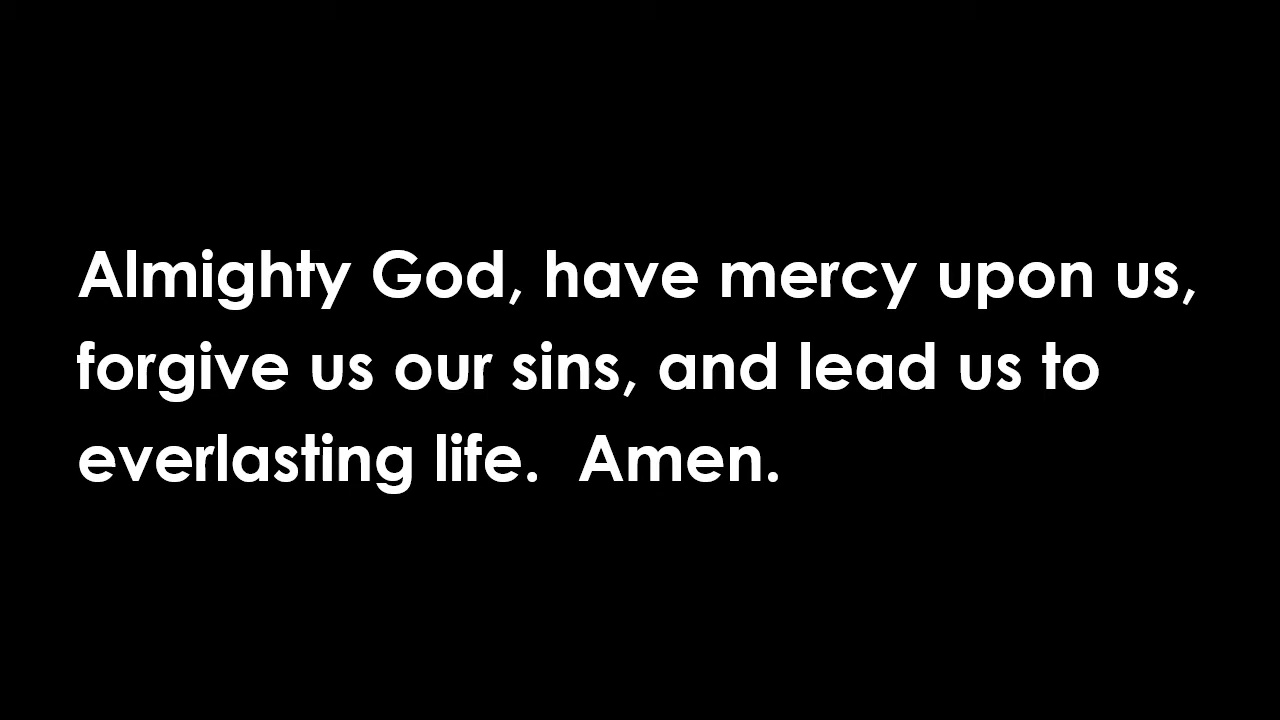 Almighty God, have mercy upon us,
forgive us our sins, and lead us to
everlasting life.  Amen.